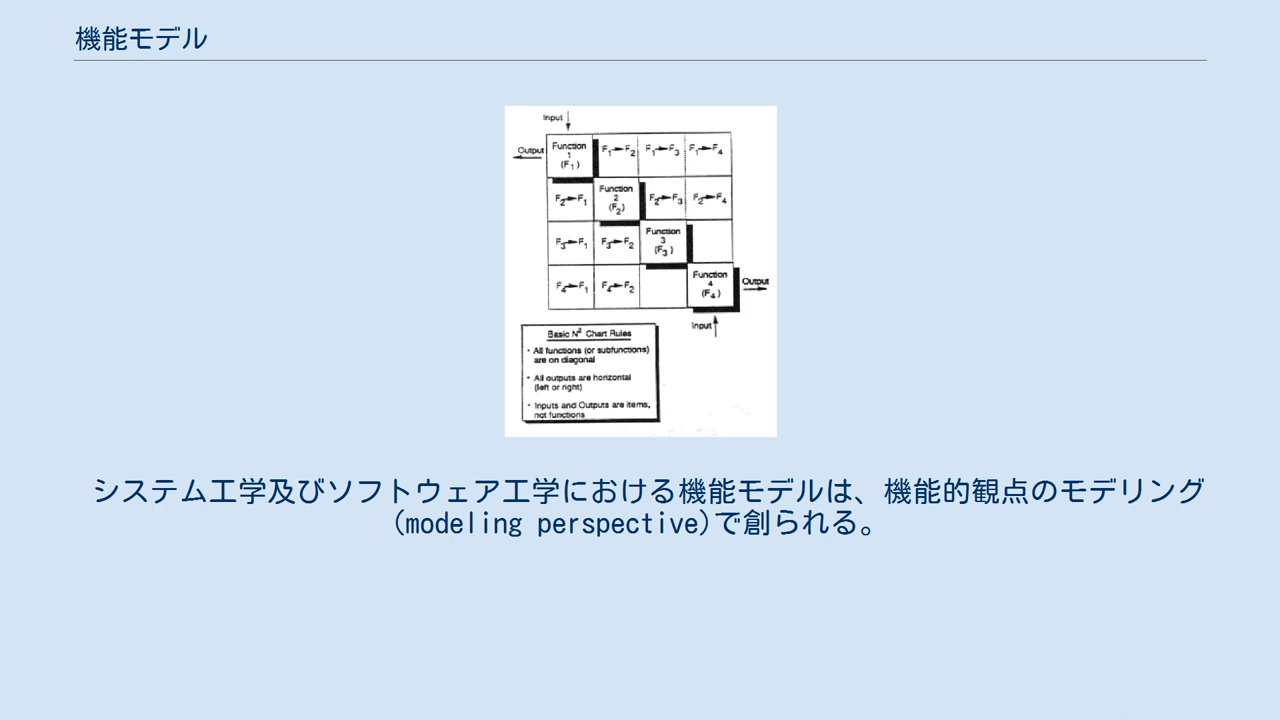 機能モデル
Input
Output
Function 1 (F1) F1→F2 F1→F3 F1→F4
F2→F1 Function 2 (F2) F2→F3 F2→F4
F3→F1 F3→F2 Function 3 (F3)
F4→F1 F4→F2 Function 4 (F4)
Output
Input
Basic N² Chart Rules
• All functions (or subfunctions)
are on diagonal
• All outputs are horizontal
(left or right)
• Inputs and Outputs are items,
not functions
システム工学及びソフトウェア工学における機能モデルは、機能的観点のモデリング
(modeling perspective)で創られる。